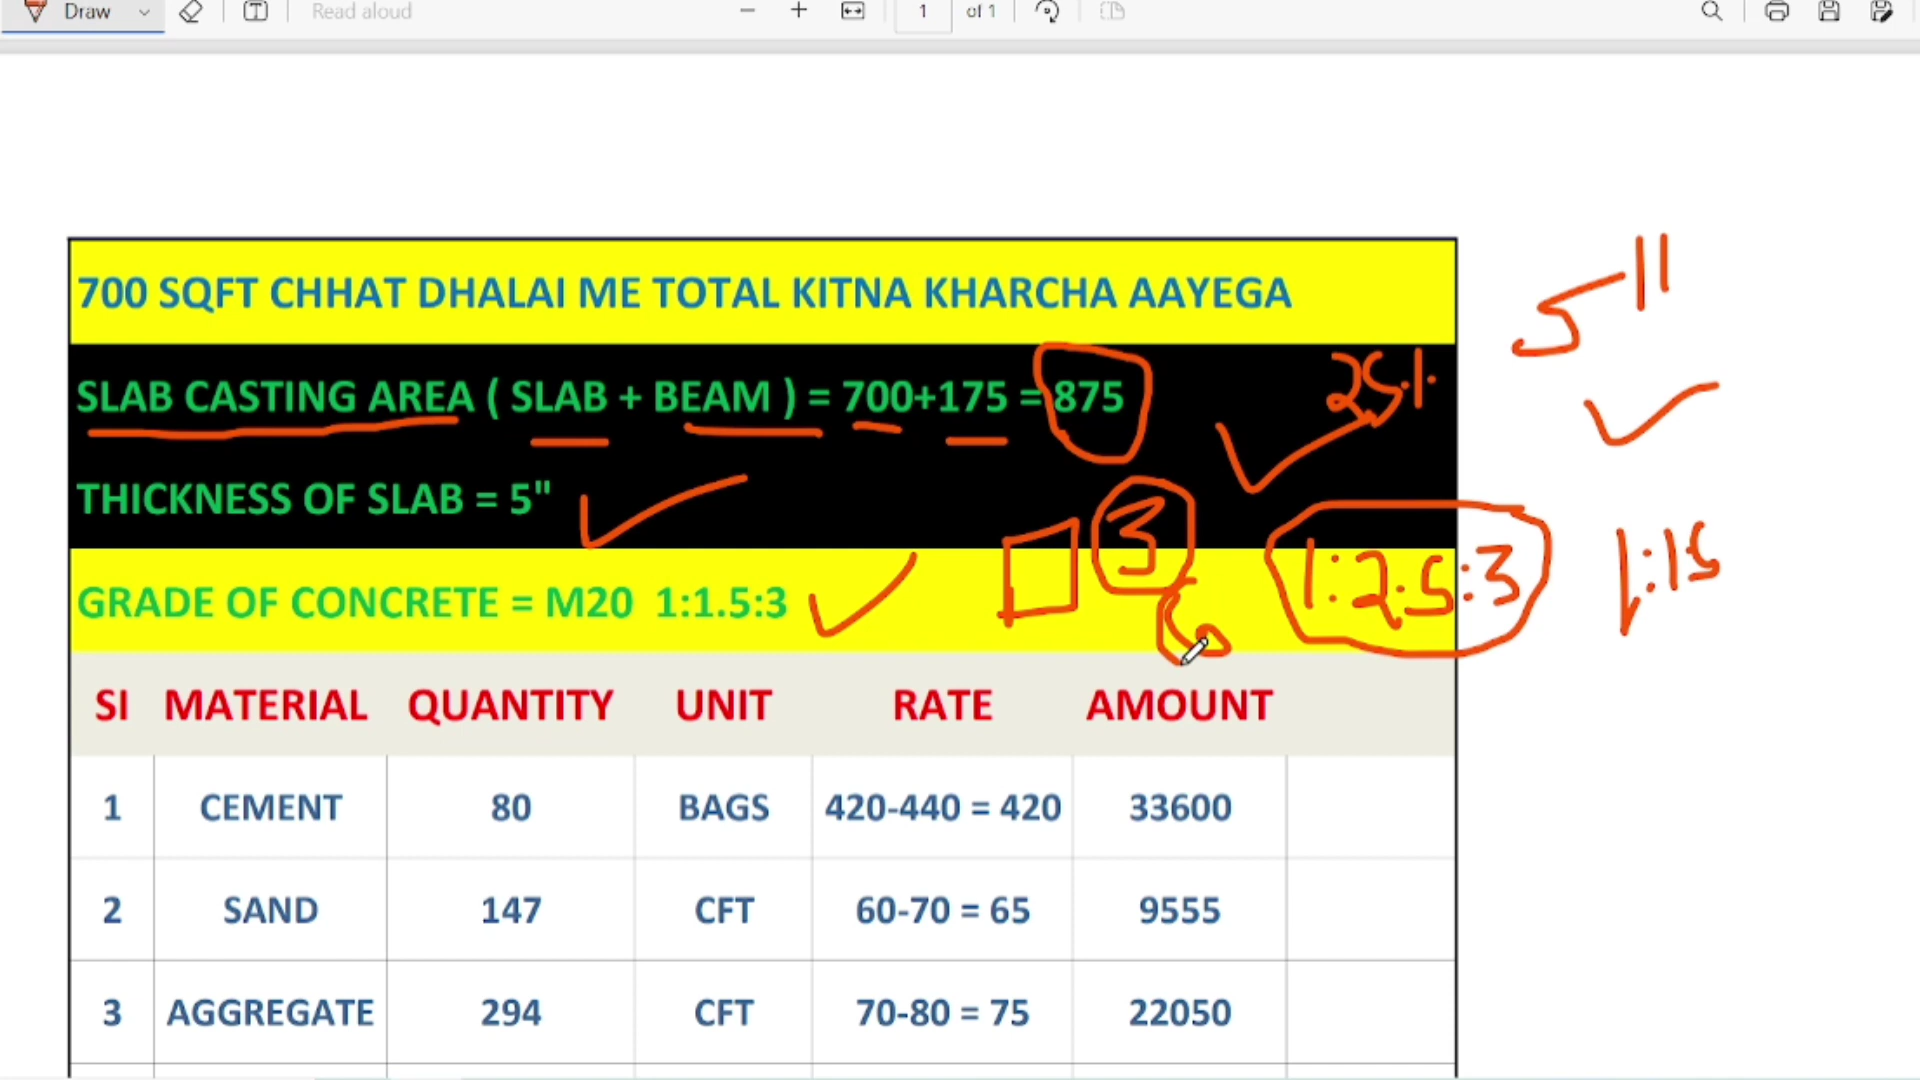 Draw Read aloud 1 of 1
700 SQFT CHHAT DHALAI ME TOTAL KITNA KHARCHA AAYEGA
5"
SLAB CASTING AREA ( SLAB + BEAM ) = 700+175 = 875 25%
THICKNESS OF SLAB = 5"
3
GRADE OF CONCRETE = M20 1:1.5:3
1:2.5:3 1:1.5
6
SI MATERIAL QUANTITY UNIT RATE AMOUNT
1 CEMENT 80 BAGS 420-440 = 420 33600
2 SAND 147 CFT 60-70 = 65 9555
3 AGGREGATE 294 CFT 70-80 = 75 22050